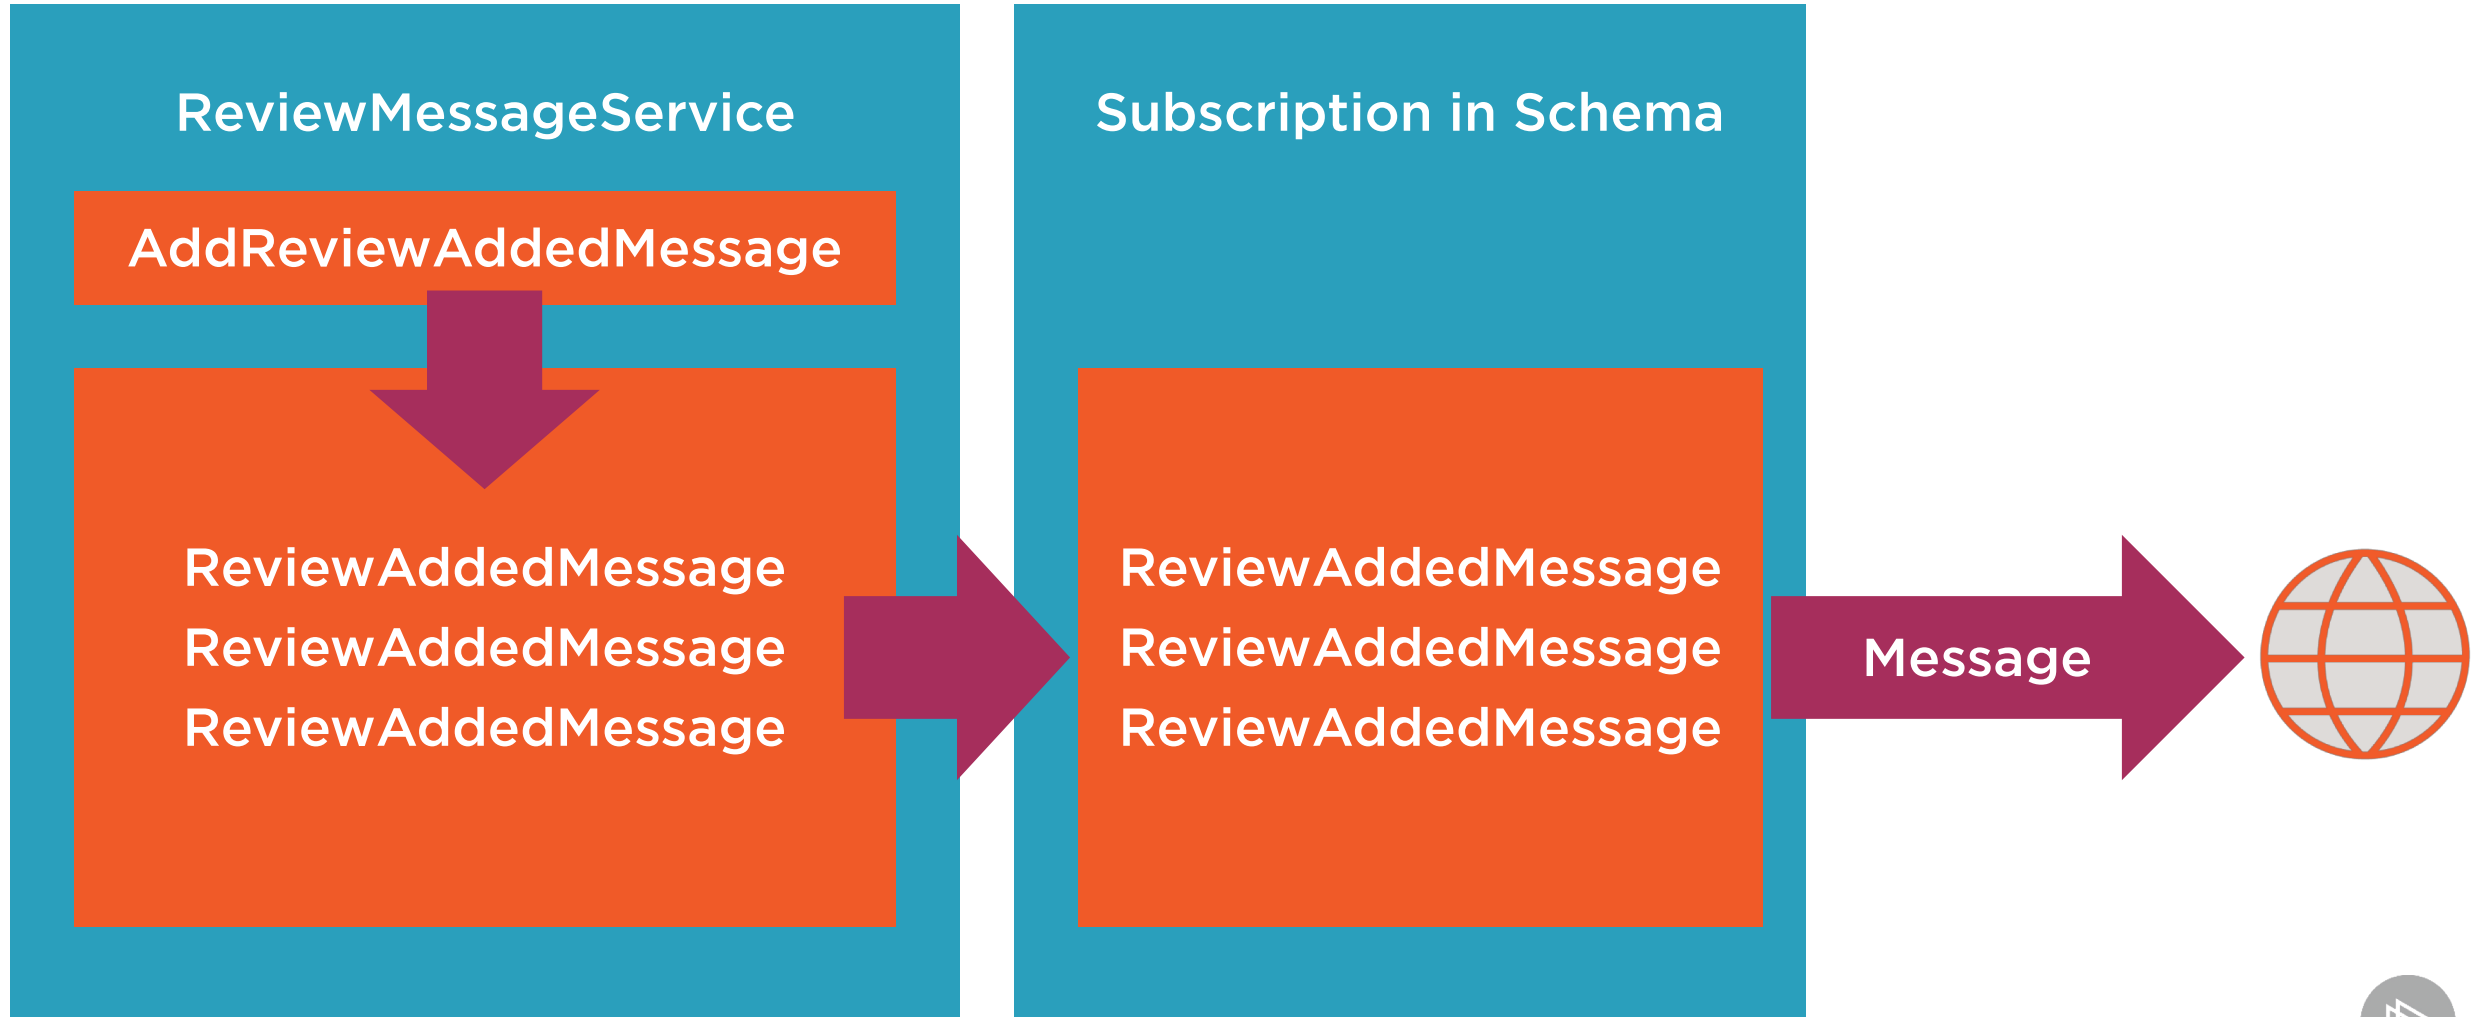 ReviewMessageService
AddReviewAddedMessage
ReviewAddedMessage
ReviewAddedMessage
ReviewAddedMessage
Subscription in Schema
ReviewAddedMessage
ReviewAddedMessage
ReviewAddedMessage
Message